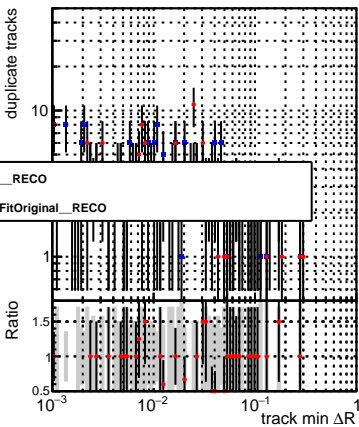 duplicate tracks
10
__RECO
FitOriginal__RECO
1
Ratio
1.5
1
0.5
10⁻³
10⁻²
10⁻¹
1
track min ΔR